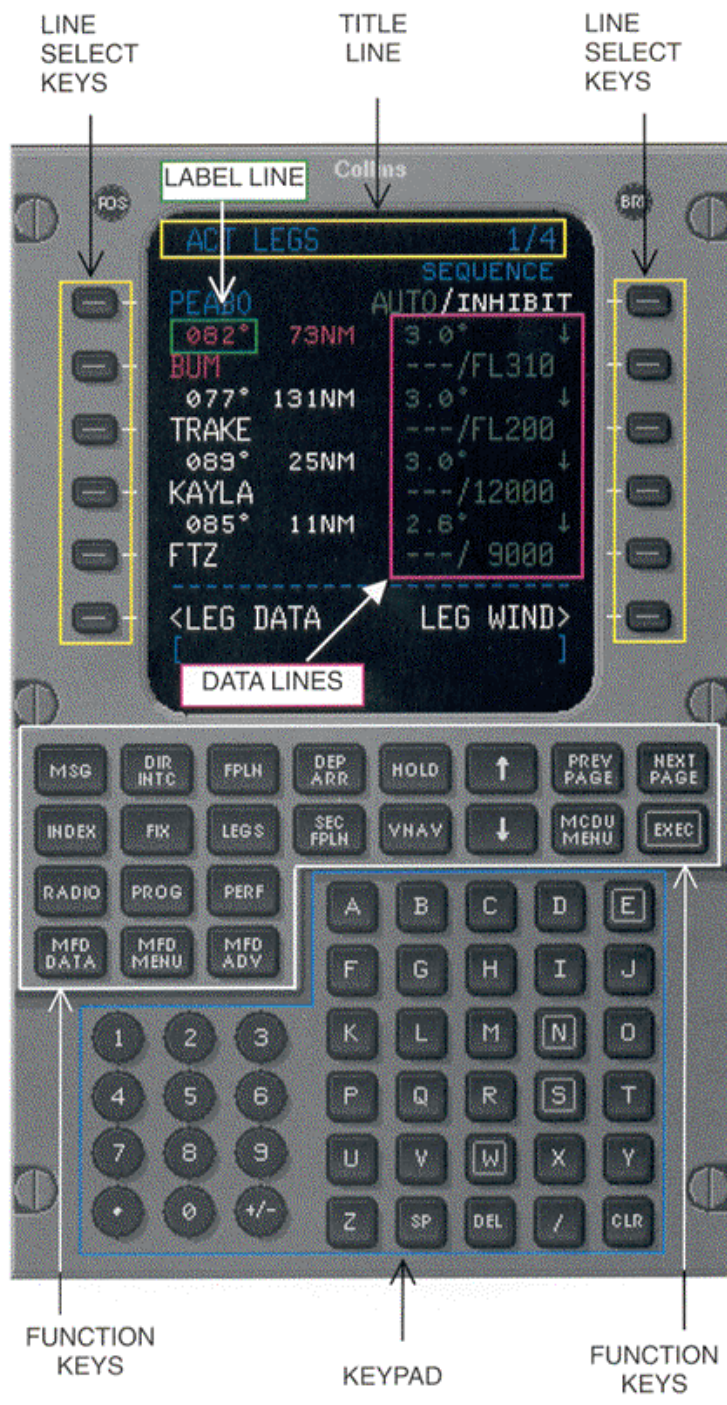 LINE SELECT KEYS
TITLE LINE
LINE SELECT KEYS
Collins
LABEL LINE
POS
BRT
ACT LEGS 1/4
SEQUENCE
PEABO AUTO/INHIBIT
082° 73NM 3.0° ↓
BUM ---/FL310
077° 131NM 3.0° ↓
TRAKE ---/FL200
089° 25NM 3.0° ↓
KAYLA ---/12000
085° 11NM 2.6° ↓
FTZ ---/ 9000
------------------------
<LEG DATA LEG WIND>
[ ]
DATA LINES
MSG DIR INTC FPLN DEP ARR HOLD ↑ PREV PAGE NEXT PAGE
INDEX FIX LEGS SEC FPLN VNAV ↓ MCDU MENU EXEC
RADIO PROG PERF
MFD DATA MFD MENU MFD ADV
A B C D E
F G H I J
1 2 3 K L M N O
4 5 6 P Q R S T
7 8 9 U V W X Y
• 0 +/- Z SP DEL / CLR
FUNCTION KEYS
KEYPAD
FUNCTION KEYS